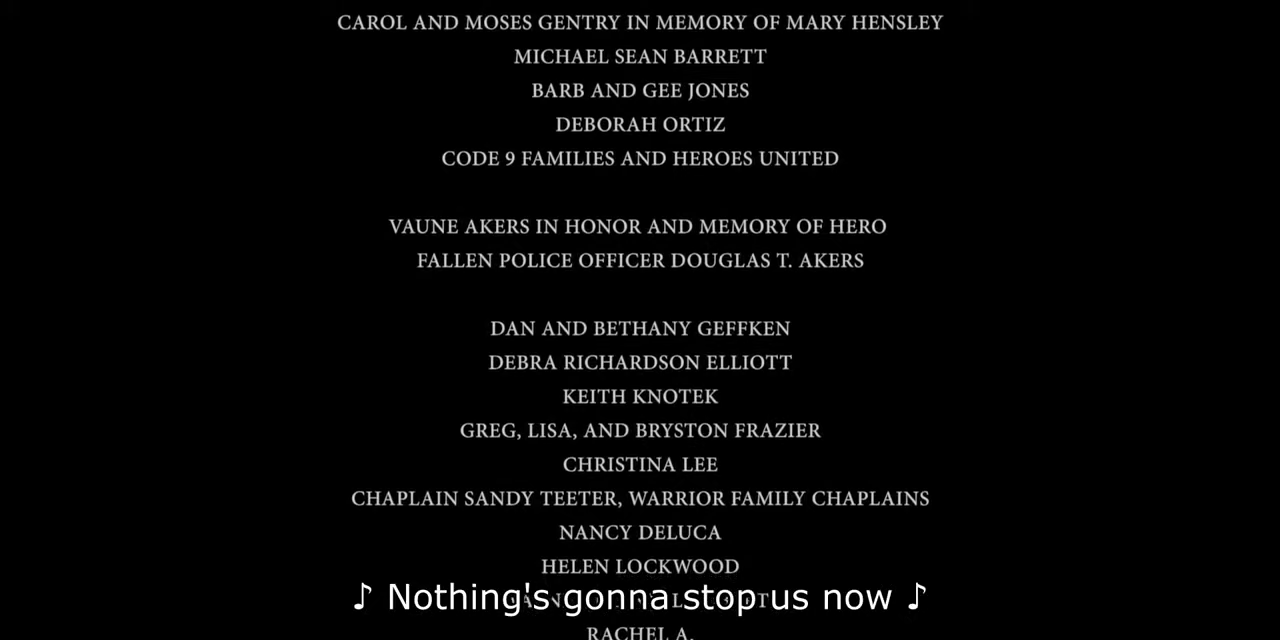 CAROL AND MOSES GENTRY IN MEMORY OF MARY HENSLEY
MICHAEL SEAN BARRETT
BARB AND GEE JONES
DEBORAH ORTIZ
CODE 9 FAMILIES AND HEROES UNITED
VAUNE AKERS IN HONOR AND MEMORY OF HERO
FALLEN POLICE OFFICER DOUGLAS T. AKERS
DAN AND BETHANY GEFFKEN
DEBRA RICHARDSON ELLIOTT
KEITH KNOTEK
GREG, LISA, AND BRYSTON FRAZIER
CHRISTINA LEE
CHAPLAIN SANDY TEETER, WARRIOR FAMILY CHAPLAINS
NANCY DELUCA
HELEN LOCKWOOD
♪ Nothing's gonna stop us now ♪
RACHEL A.